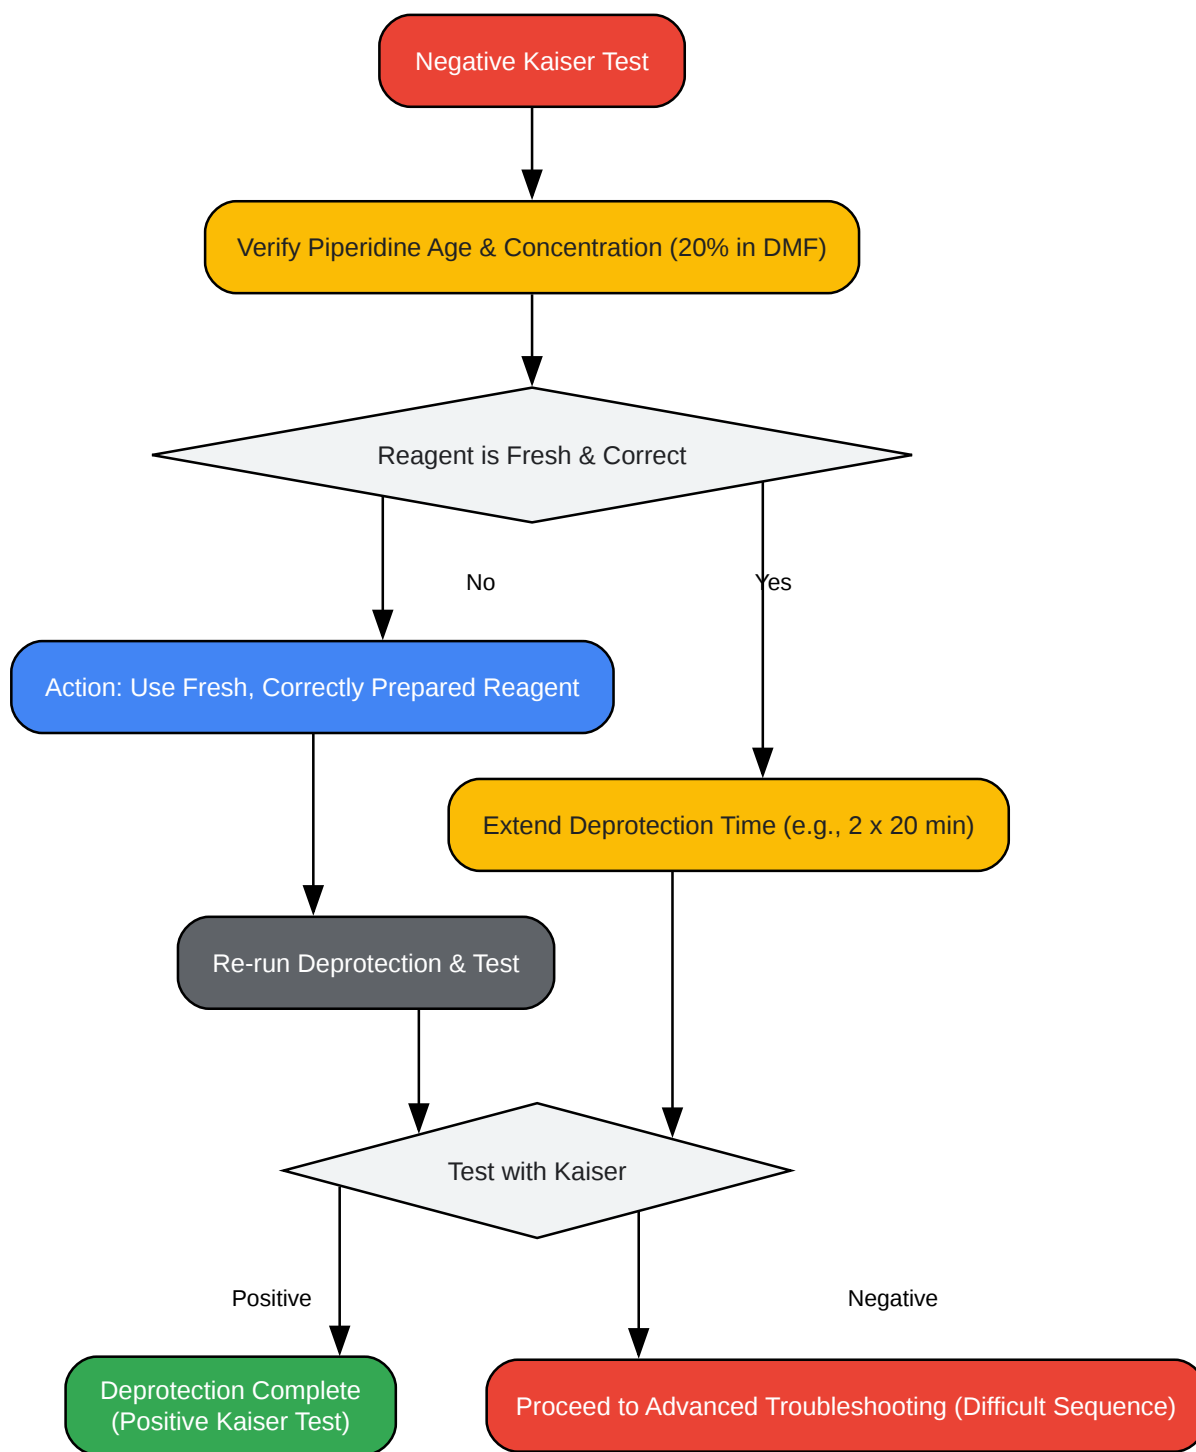 Negative Kaiser Test
Verify Piperidine Age & Concentration (20% in DMF)
Reagent is Fresh & Correct
No
Yes
Action: Use Fresh, Correctly Prepared Reagent
Extend Deprotection Time (e.g., 2 x 20 min)
Re-run Deprotection & Test
Test with Kaiser
Positive
Negative
Deprotection Complete
(Positive Kaiser Test)
Proceed to Advanced Troubleshooting (Difficult Sequence)